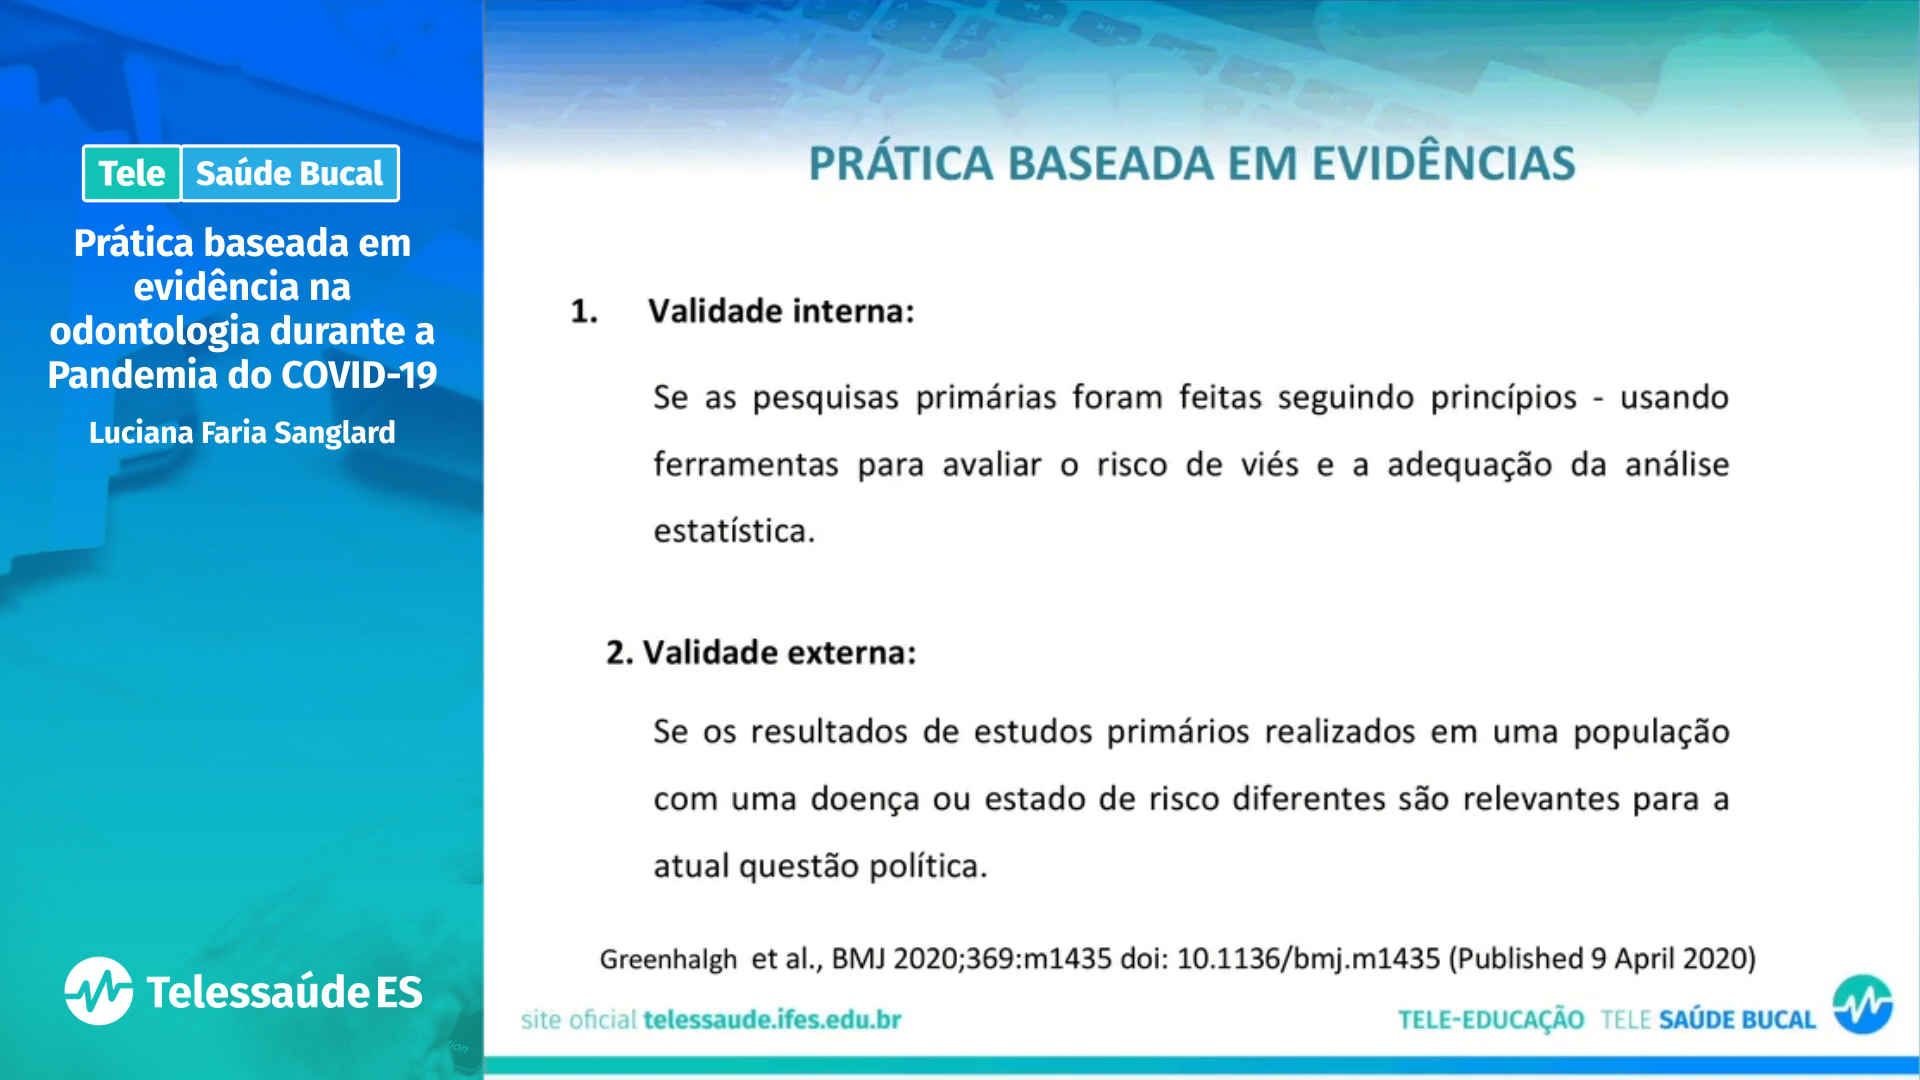 Tele Saúde Bucal
Prática baseada em
evidência na
odontologia durante a
Pandemia do COVID-19
Luciana Faria Sanglard
TelessaúdeES
PRÁTICA BASEADA EM EVIDÊNCIAS
1. Validade interna:
Se as pesquisas primárias foram feitas seguindo princípios - usando
ferramentas para avaliar o risco de viés e a adequação da análise
estatística.
2. Validade externa:
Se os resultados de estudos primários realizados em uma população
com uma doença ou estado de risco diferentes são relevantes para a
atual questão política.
Greenhalgh et al., BMJ 2020;369:m1435 doi: 10.1136/bmj.m1435 (Published 9 April 2020)
site oficial telessaude.ifes.edu.br
TELE-EDUCAÇÃO TELE SAÚDE BUCAL